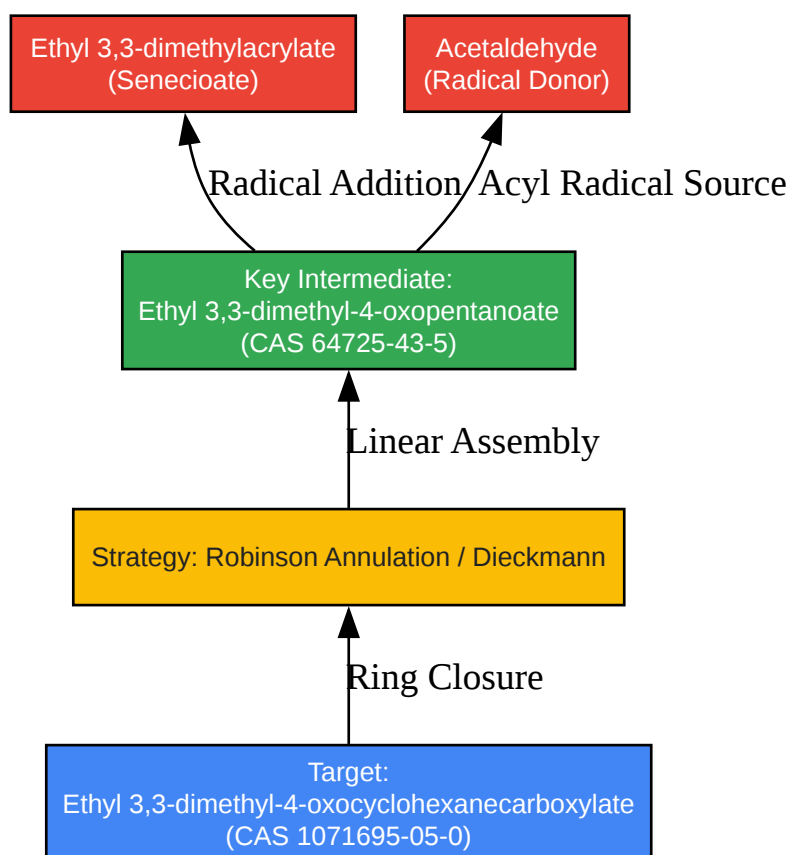 Ethyl 3,3-dimethylacrylate
(Senecioate)
Acetaldehyde
(Radical Donor)
Radical Addition
Acyl Radical Source
Key Intermediate:
Ethyl 3,3-dimethyl-4-oxopentanoate
(CAS 64725-43-5)
Linear Assembly
Strategy: Robinson Annulation / Dieckmann
Ring Closure
Target:
Ethyl 3,3-dimethyl-4-oxocyclohexanecarboxylate
(CAS 1071695-05-0)